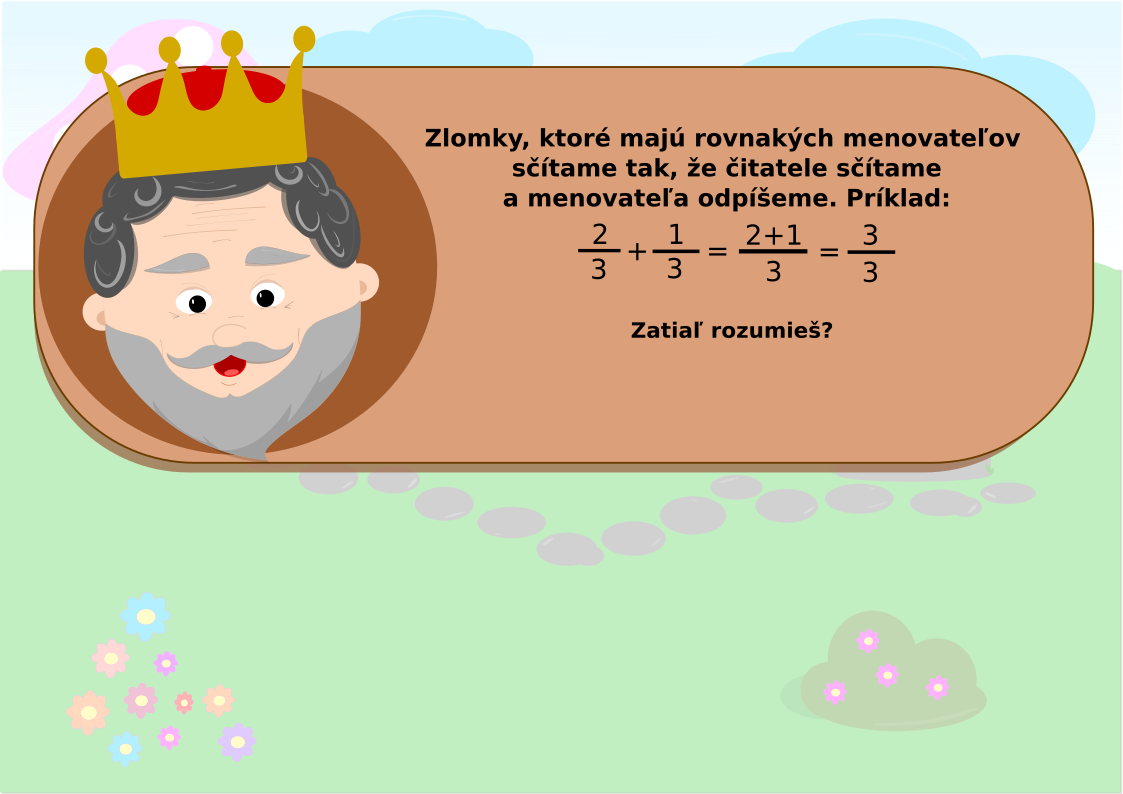 Zlomky, ktoré majú rovnakých menovateľov
sčítame tak, že čitatele sčítame
a menovateľa odpíšeme. Príklad:
2/3 + 1/3 = 2+1/3 = 3/3
Zatiaľ rozumieš?